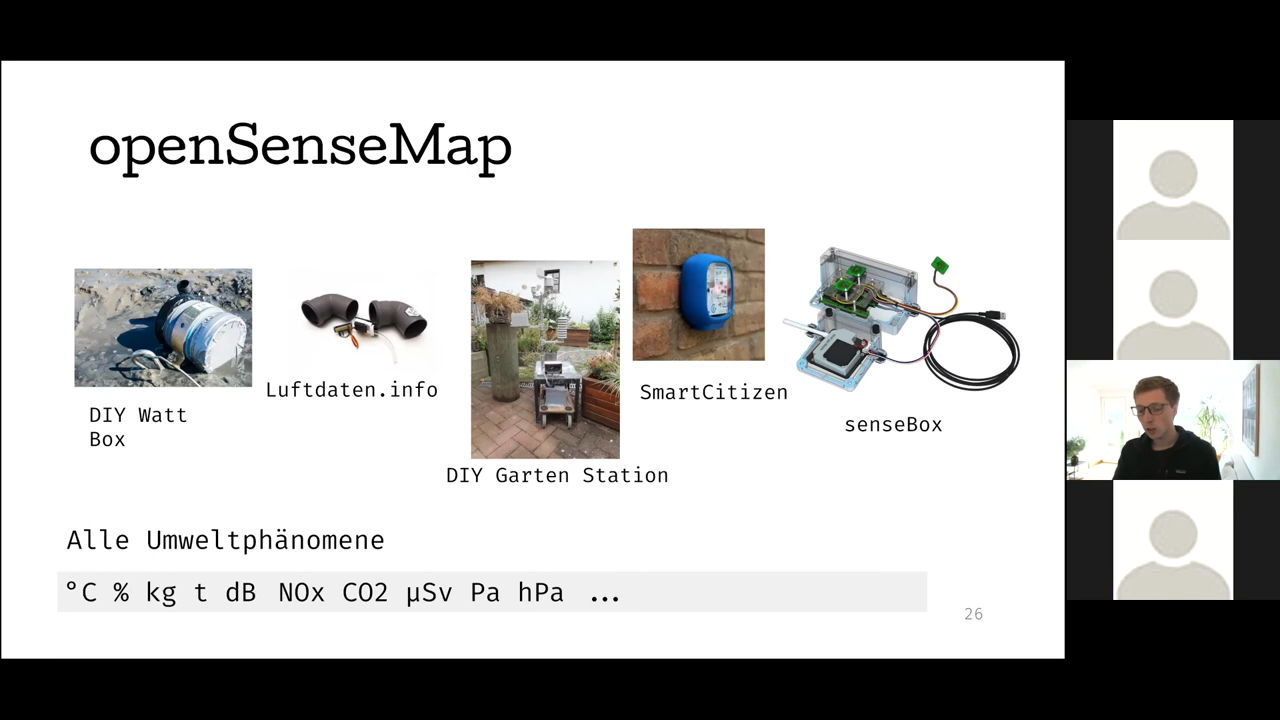 openSenseMap
DIY Watt
Box
Luftdaten.info
DIY Garten Station
SmartCitizen
senseBox
Alle Umweltphänomene
°C % kg t dB NOx CO2 µSv Pa hPa ...
26